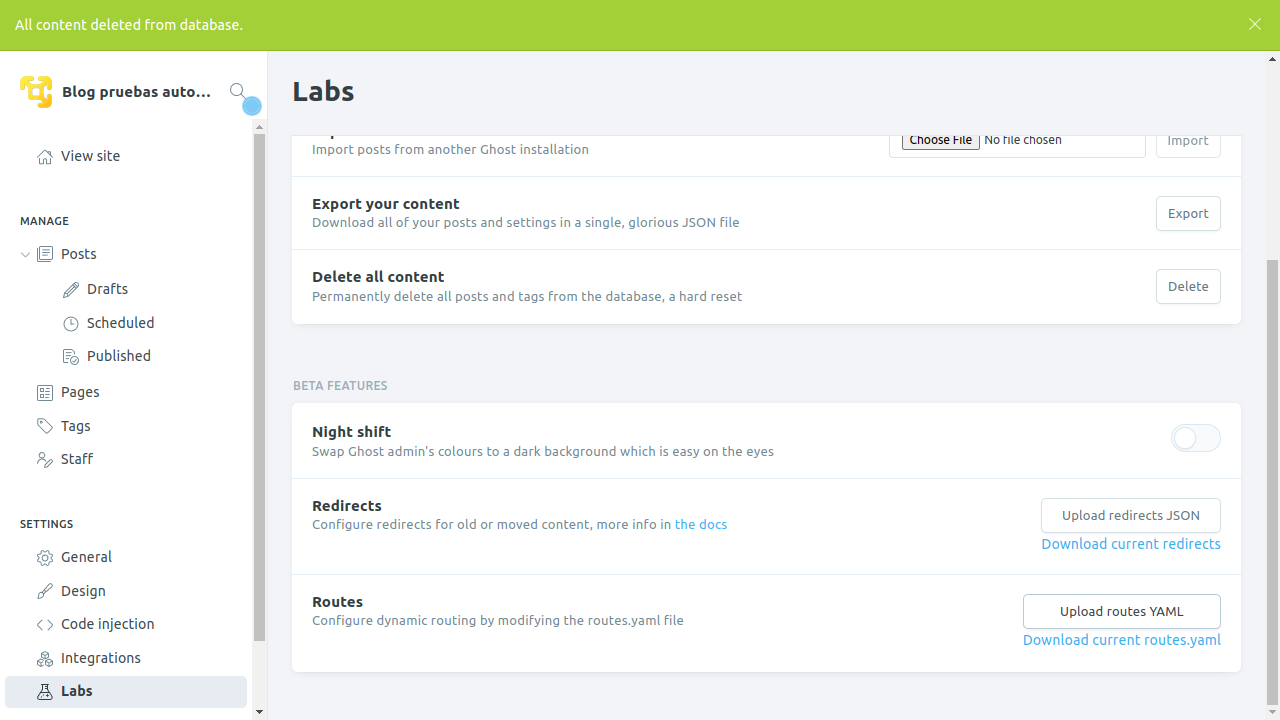 All content deleted from database.
Blog pruebas auto...
View site
MANAGE
Posts
Drafts
Scheduled
Published
Pages
Tags
Staff
SETTINGS
General
Design
Code injection
Integrations
Labs
Labs
Import posts from another Ghost installation
Choose File No file chosen
Import
Export your content
Download all of your posts and settings in a single, glorious JSON file
Export
Delete all content
Permanently delete all posts and tags from the database, a hard reset
Delete
BETA FEATURES
Night shift
Swap Ghost admin's colours to a dark background which is easy on the eyes
Redirects
Configure redirects for old or moved content, more info in the docs
Upload redirects JSON
Download current redirects
Routes
Configure dynamic routing by modifying the routes.yaml file
Upload routes YAML
Download current routes.yaml